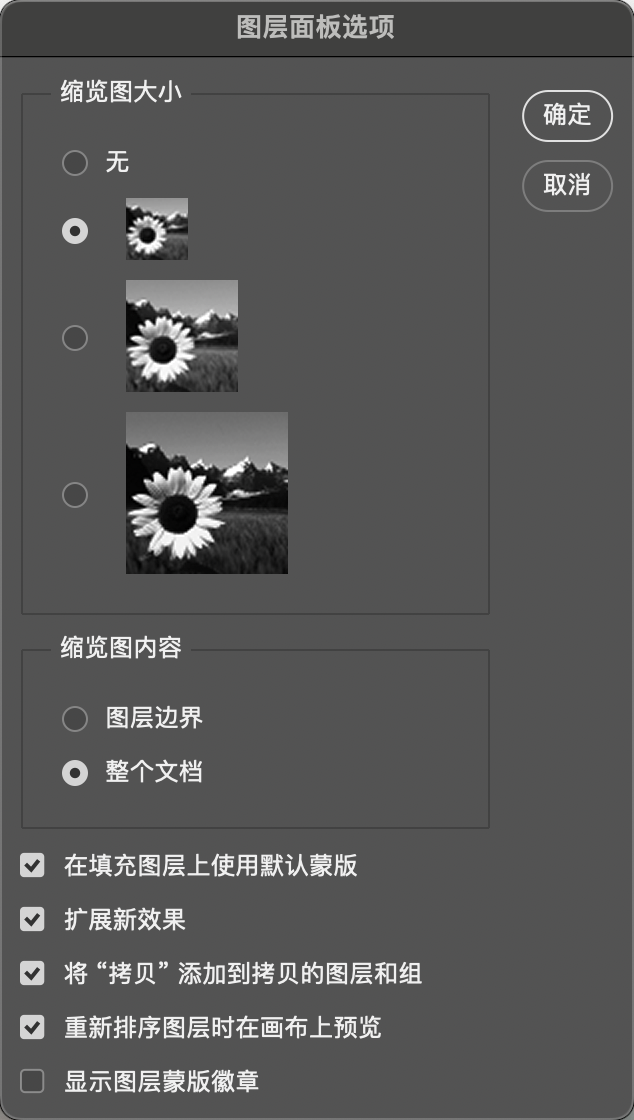 图层面板选项
缩览图大小
无
确定
取消
缩览图内容
图层边界
整个文档
在填充图层上使用默认蒙版
扩展新效果
将“拷贝”添加到拷贝的图层和组
重新排序图层时在画布上预览
显示图层蒙版徽章